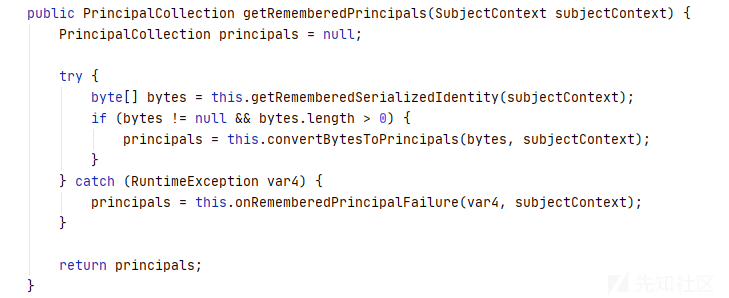 public PrincipalCollection getRememberedPrincipals(SubjectContext subjectContext) {
    PrincipalCollection principals = null;

    try {
        byte[] bytes = this.getRememberedSerializedIdentity(subjectContext);
        if (bytes != null && bytes.length > 0) {
            principals = this.convertBytesToPrincipals(bytes, subjectContext);
        }
    } catch (RuntimeException var4) {
        principals = this.onRememberedPrincipalFailure(var4, subjectContext);
    }

    return principals;
}
先知社区